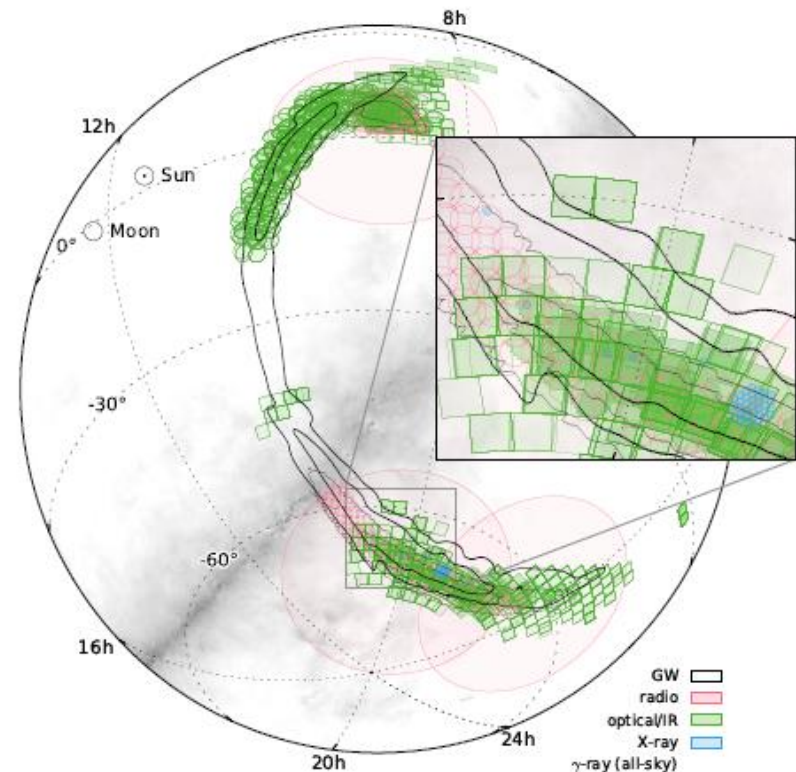 8h
12h
Sun
Moon
0°
-30°
-60°
16h
20h
24h
GW
radio
optical/IR
X-ray
γ-ray (all-sky)